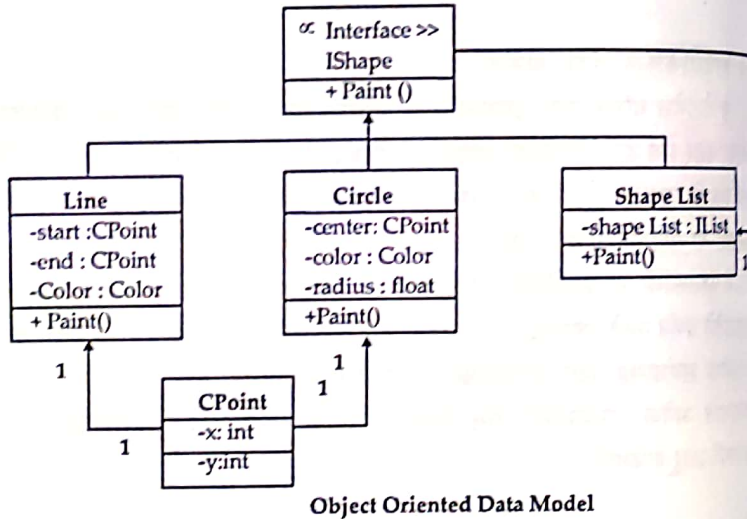 ∝ Interface >>
IShape
+ Paint ()
Line
-start :CPoint
-end : CPoint
-Color : Color
+ Paint()
Circle
-center: CPoint
-color : Color
-radius : float
+Paint()
Shape List
-shape List : IList
+Paint()
1
1
1
1
1
CPoint
-x: int
-y:int
Object Oriented Data Model